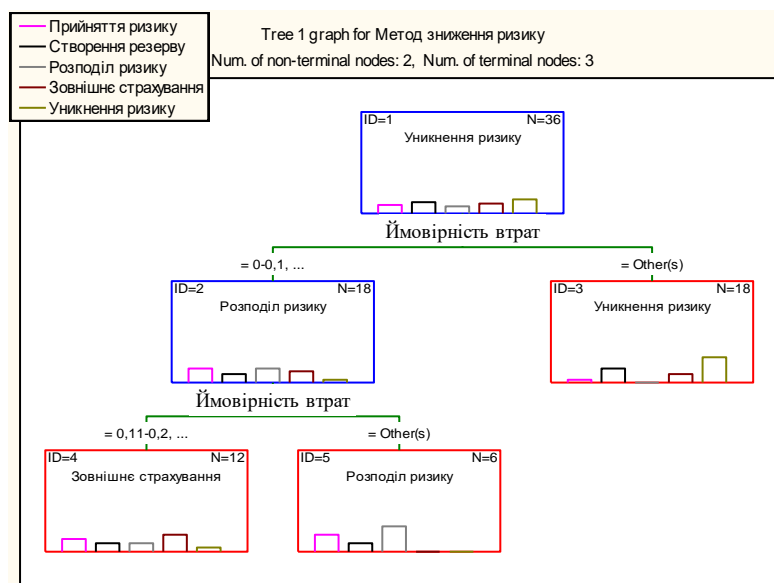 Прийняття ризику
Створення резерву
Розподіл ризику
Зовнішнє страхування
Уникнення ризику
Tree 1 graph for Метод зниження ризику
Num. of non-terminal nodes: 2,  Num. of terminal nodes: 3
ID=1 N=36
Уникнення ризику
Ймовірність втрат
= 0-0,1, ... = Other(s)
ID=2 N=18 ID=3 N=18
Розподіл ризику Уникнення ризику
Ймовірність втрат
= 0,11-0,2, ... = Other(s)
ID=4 N=12 ID=5 N=6
Зовнішнє страхування Розподіл ризику